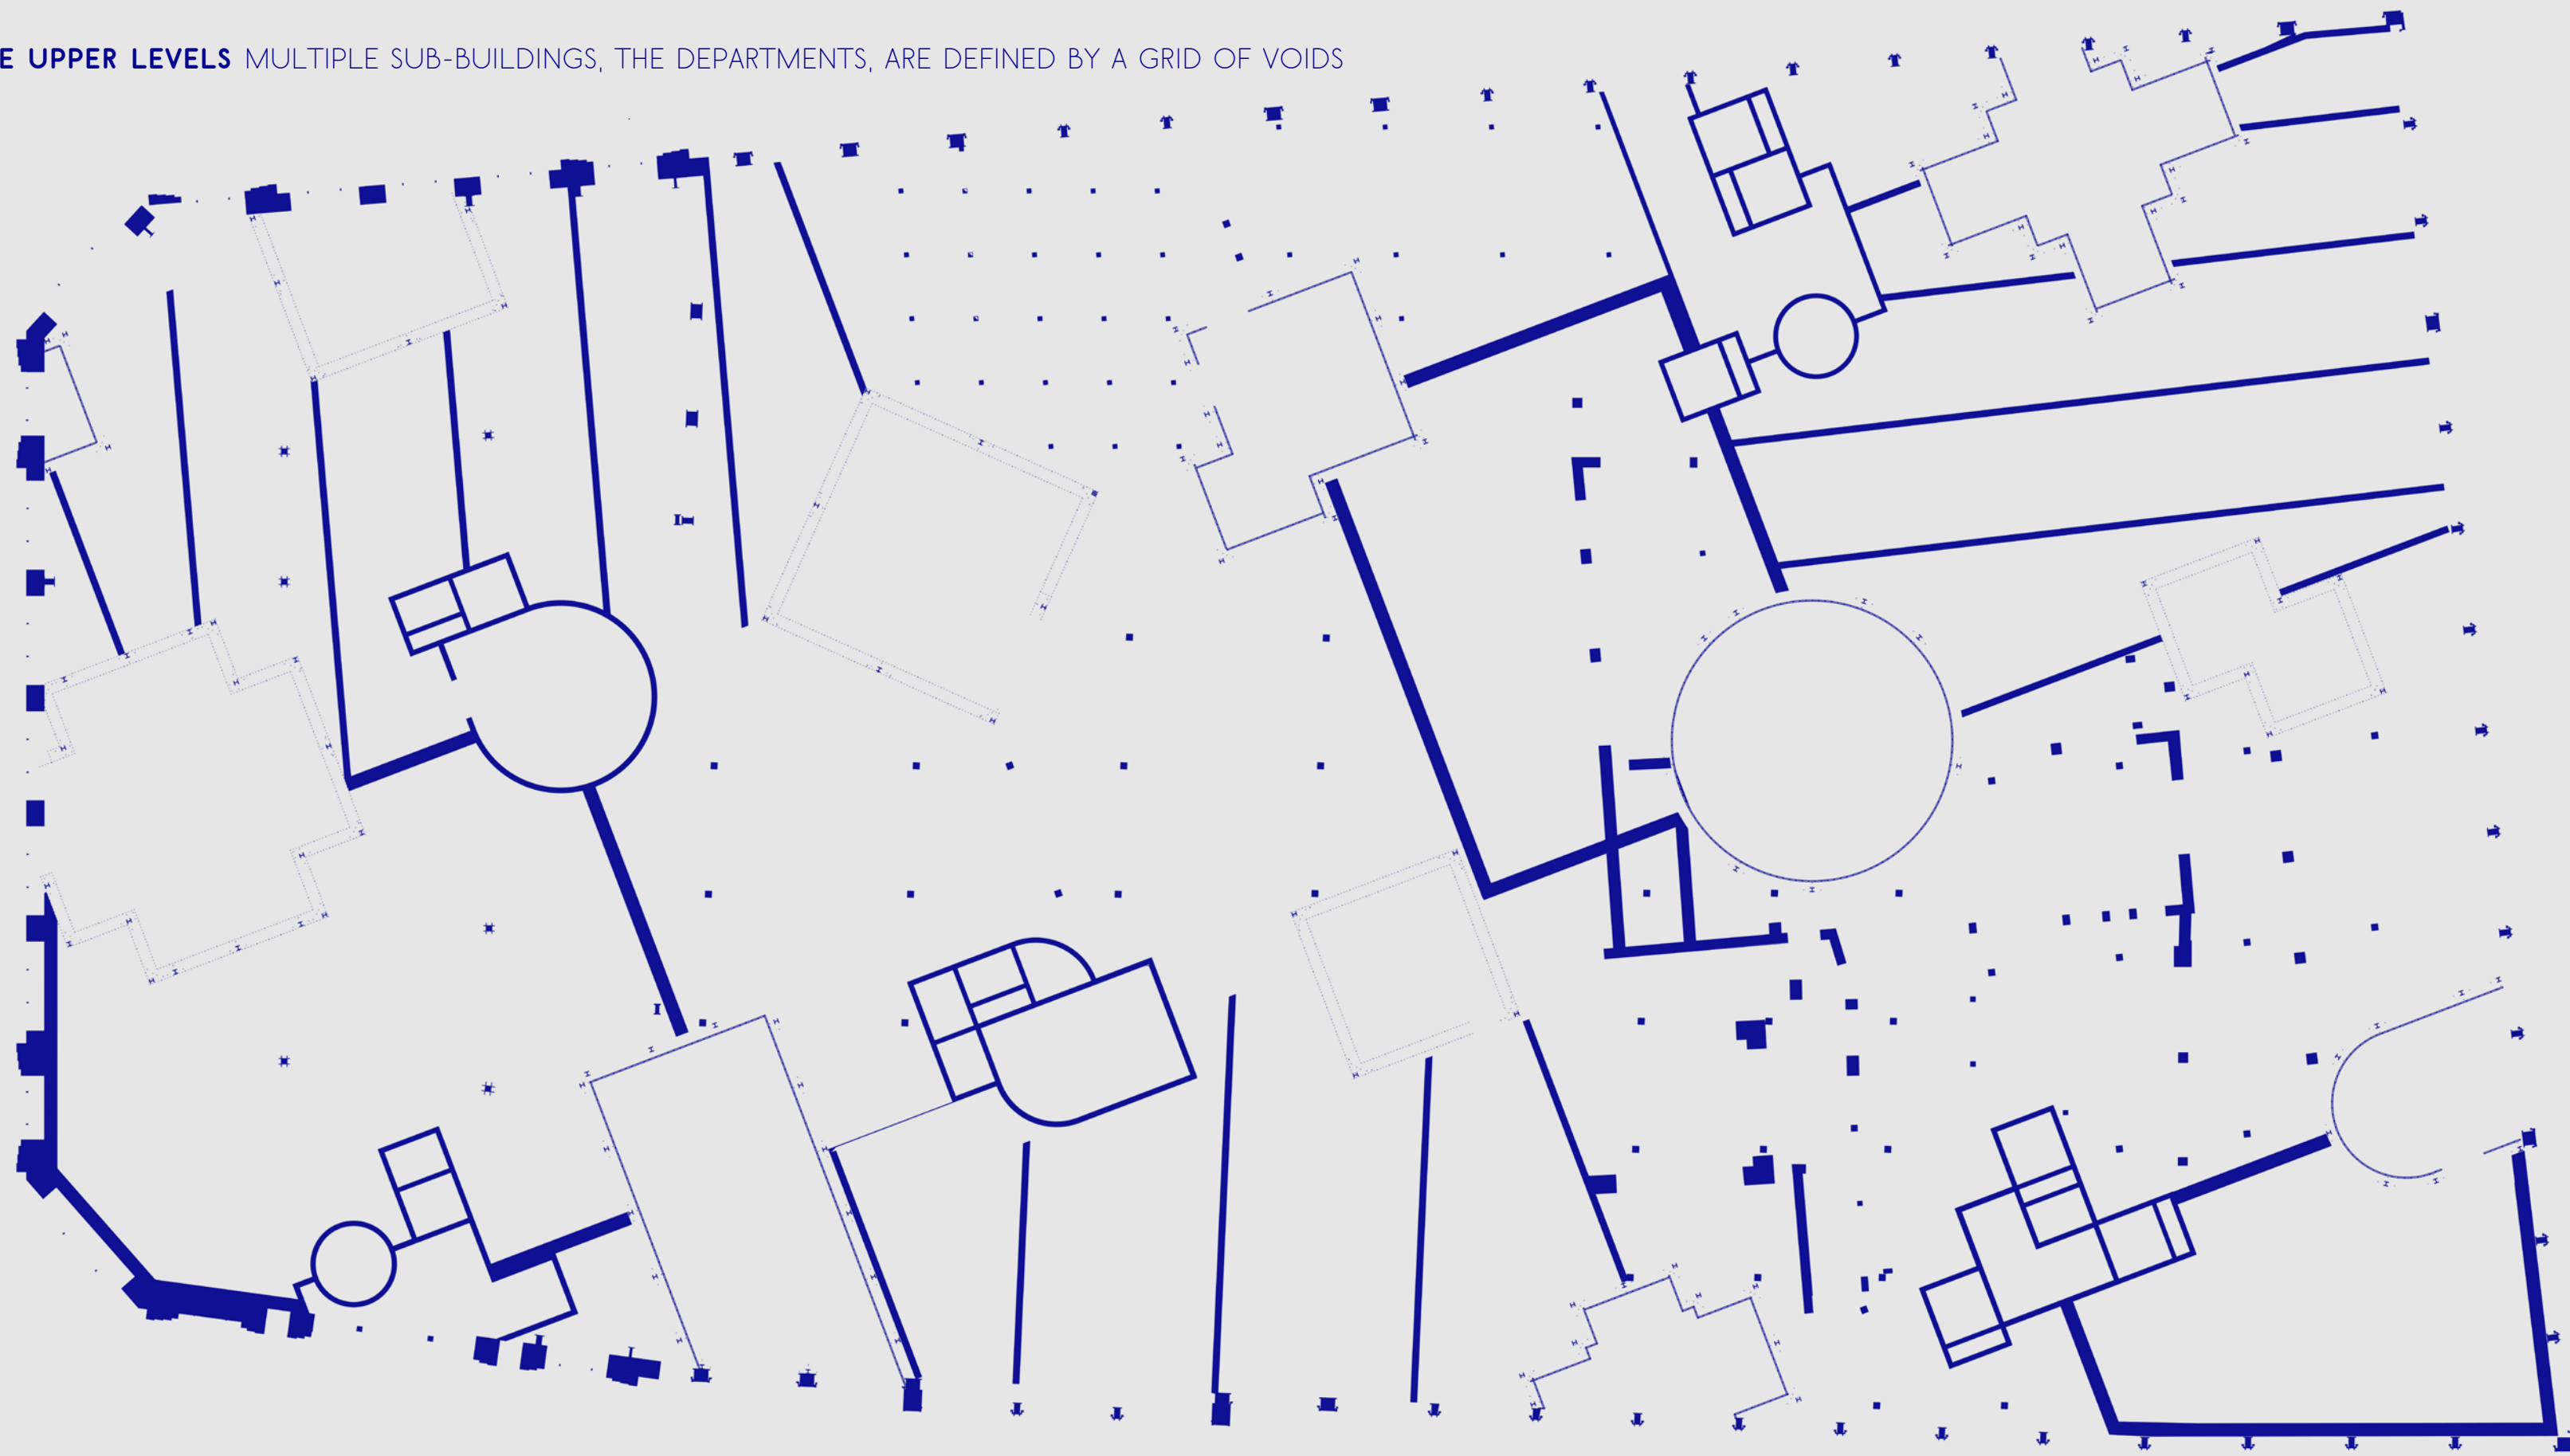 E UPPER LEVELS MULTIPLE SUB-BUILDINGS, THE DEPARTMENTS, ARE DEFINED BY A GRID OF VOIDS